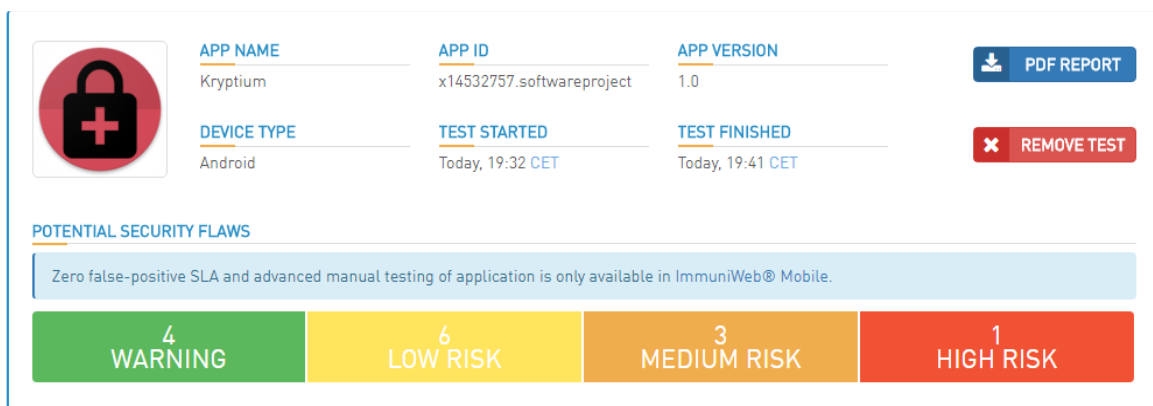 APP NAME
Kryptium
APP ID
x14532757.softwareproject
APP VERSION
1.0
PDF REPORT
DEVICE TYPE
Android
TEST STARTED
Today, 19:32 CET
TEST FINISHED
Today, 19:41 CET
REMOVE TEST
POTENTIAL SECURITY FLAWS
Zero false-positive SLA and advanced manual testing of application is only available in ImmuniWeb® Mobile.
4
WARNING
6
LOW RISK
3
MEDIUM RISK
1
HIGH RISK